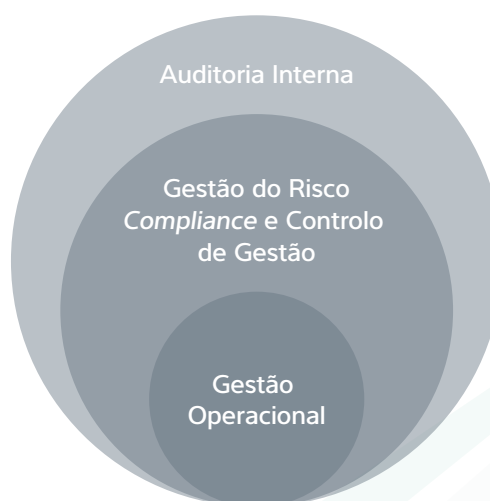 Auditoria Interna
Gestão do Risco
Compliance e Controlo
de Gestão
Gestão
Operacional